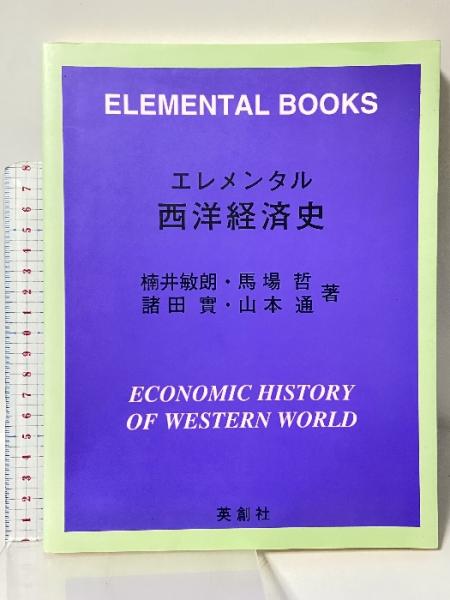 ELEMENTAL BOOKS
エレメンタル
西洋経済史
楠井敏朗・馬場 哲
諸田 實・山本 通 著
ECONOMIC HISTORY
OF WESTERN WORLD
英創社